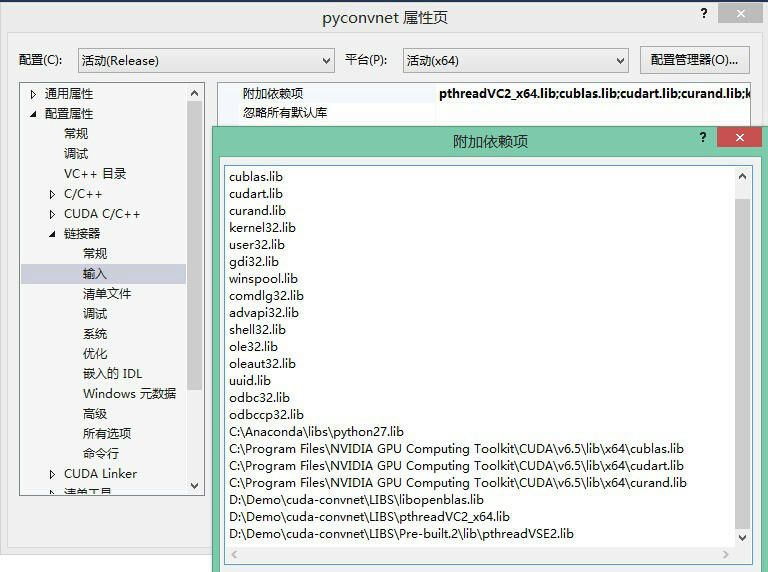 pyconvnet 属性页
配置(C): 活动(Release) 平台(P): 活动(x64) 配置管理器(O)...
通用属性
配置属性
常规
调试
VC++ 目录
C/C++
CUDA C/C++
链接器
常规
输入
清单文件
调试
系统
优化
嵌入的 IDL
Windows 元数据
高级
所有选项
命令行
CUDA Linker
清单工具
附加依赖项 pthreadVC2_x64.lib;cublas.lib;cudart.lib;curand.lib;k
忽略所有默认库
附加依赖项
cublas.lib
cudart.lib
curand.lib
kernel32.lib
user32.lib
gdi32.lib
winspool.lib
comdlg32.lib
advapi32.lib
shell32.lib
ole32.lib
oleaut32.lib
uuid.lib
odbc32.lib
odbccp32.lib
C:\Anaconda\libs\python27.lib
C:\Program Files\NVIDIA GPU Computing Toolkit\CUDA\v6.5\lib\x64\cublas.lib
C:\Program Files\NVIDIA GPU Computing Toolkit\CUDA\v6.5\lib\x64\cudart.lib
C:\Program Files\NVIDIA GPU Computing Toolkit\CUDA\v6.5\lib\x64\curand.lib
D:\Demo\cuda-convnet\LIBS\libopenblas.lib
D:\Demo\cuda-convnet\LIBS\pthreadVC2_x64.lib
D:\Demo\cuda-convnet\LIBS\Pre-built.2\lib\pthreadVSE2.lib